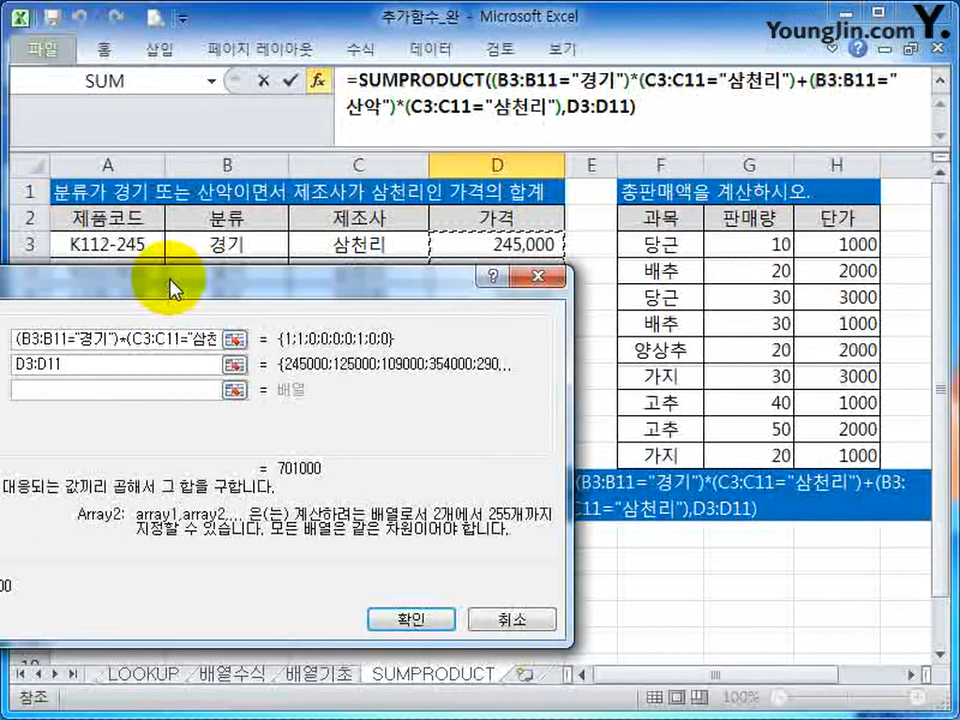 추가함수_완 - Microsoft Excel
YoungJin.com Y.
파일 홈 삽입 페이지 레이아웃 수식 데이터 검토 보기
SUM
fx
=SUMPRODUCT((B3:B11="경기")*(C3:C11="삼천리")+(B3:B11="
산악")*(C3:C11="삼천리"),D3:D11)
A B C D E F G H
1 분류가 경기 또는 산악이면서 제조사가 삼천리인 가격의 합계 총판매액을 계산하시오.
2 제품코드 분류 제조사 가격 과목 판매량 단가
3 K112-245 경기 삼천리 245,000 당근 10 1000
배추 20 2000
당근 30 3000
배추 30 1000
양상추 20 2000
가지 30 3000
고추 40 1000
고추 50 2000
가지 20 1000
(B3:B11="경기")*(C3:C11="삼천리")+(B3:
C11="삼천리"),D3:D11)
(B3:B11="경기")*(C3:C11="삼천 = {1;1;0;0;0;0;1;0;0}
D3:D11 = {245000;125000;109000;354000;290,...
= 배열
= 701000
대응되는 값끼리 곱해서 그 합을 구합니다.
Array2: array1,array2,... 은(는) 계산하려는 배열로서 2개에서 255개까지
지정할 수 있습니다. 모든 배열은 같은 차원이어야 합니다.
00
확인 취소
LOOKUP 배열수식 배열기초 SUMPRODUCT
참조 100%